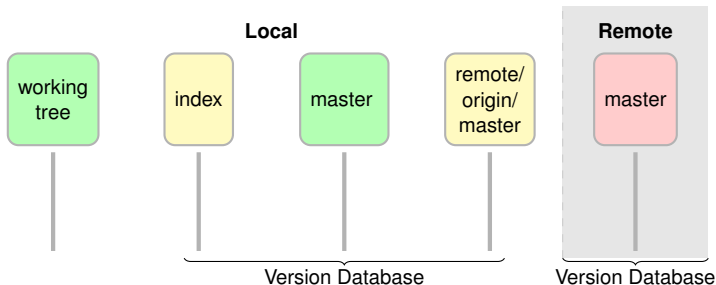 Local
Remote
working
tree
index
master
remote/
origin/
master
master
Version Database
Version Database